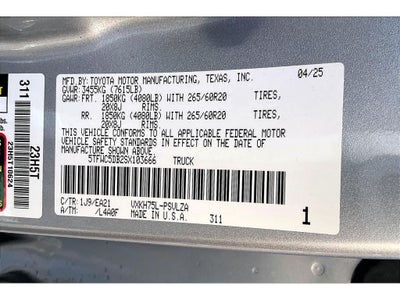 MFD.BY: TOYOTA MOTOR MANUFACTURING, TEXAS, INC. 04/25
GVWR: 3455KG (7615LB)
GAWR: FRT. 1850KG (4080LB) WITH 265/60R20 TIRES,
20X8J RIMS
RR. 1850KG (4080LB) WITH 265/60R20 TIRES,
20X8J RIMS
THIS VEHICLE CONFORMS TO ALL APPLICABLE FEDERAL MOTOR
VEHICLE SAFETY STANDARDS IN EFFECT ON THE DATE OF
MANUFACTURE SHOWN ABOVE.
5TFWC5DB2SX103666 TRUCK
C/TR: 1J9/EA21 VXKH75L-PSVLZA
A/TM: /L4A0F MADE IN U.S.A. 311 1
311
23H5T
23H5T10824